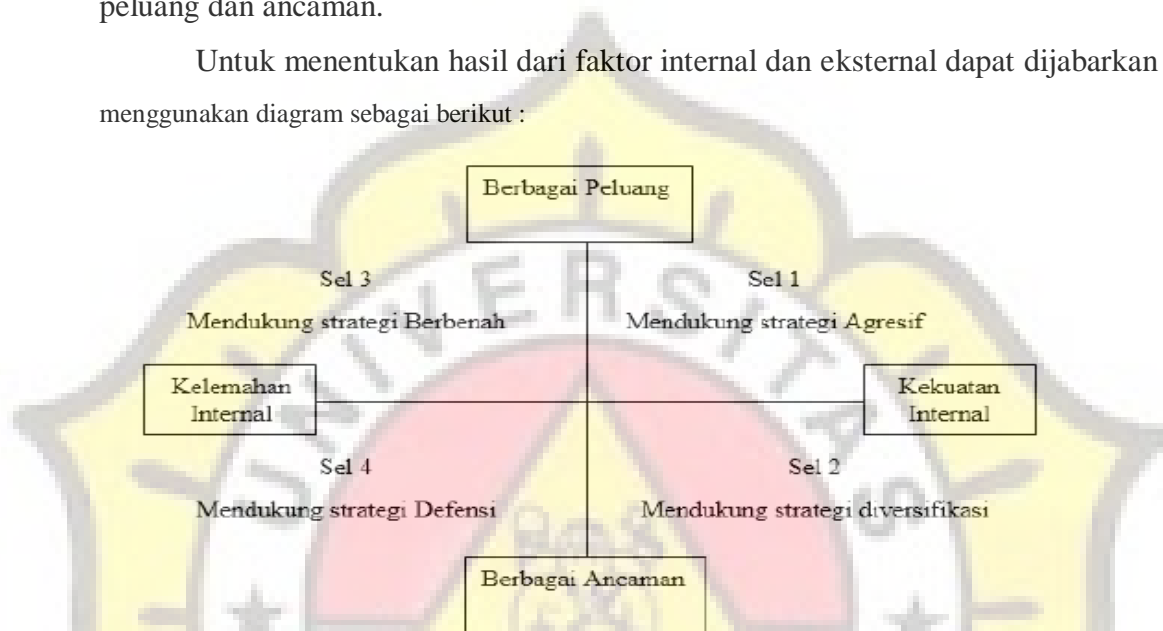 peluang dan ancaman.
Untuk menentukan hasil dari faktor internal dan eksternal dapat dijabarkan
menggunakan diagram sebagai berikut :
Berbagai Peluang
Sel 3
Sel 1
Mendukung strategi Berbenah
Mendukung strategi Agresif
Kelemahan
Internal
Kekuatan
Internal
Sel 4
Sel 2
Mendukung strategi Defensi
Mendukung strategi diversifikasi
Berbagai Ancaman
UNIVERSITAS